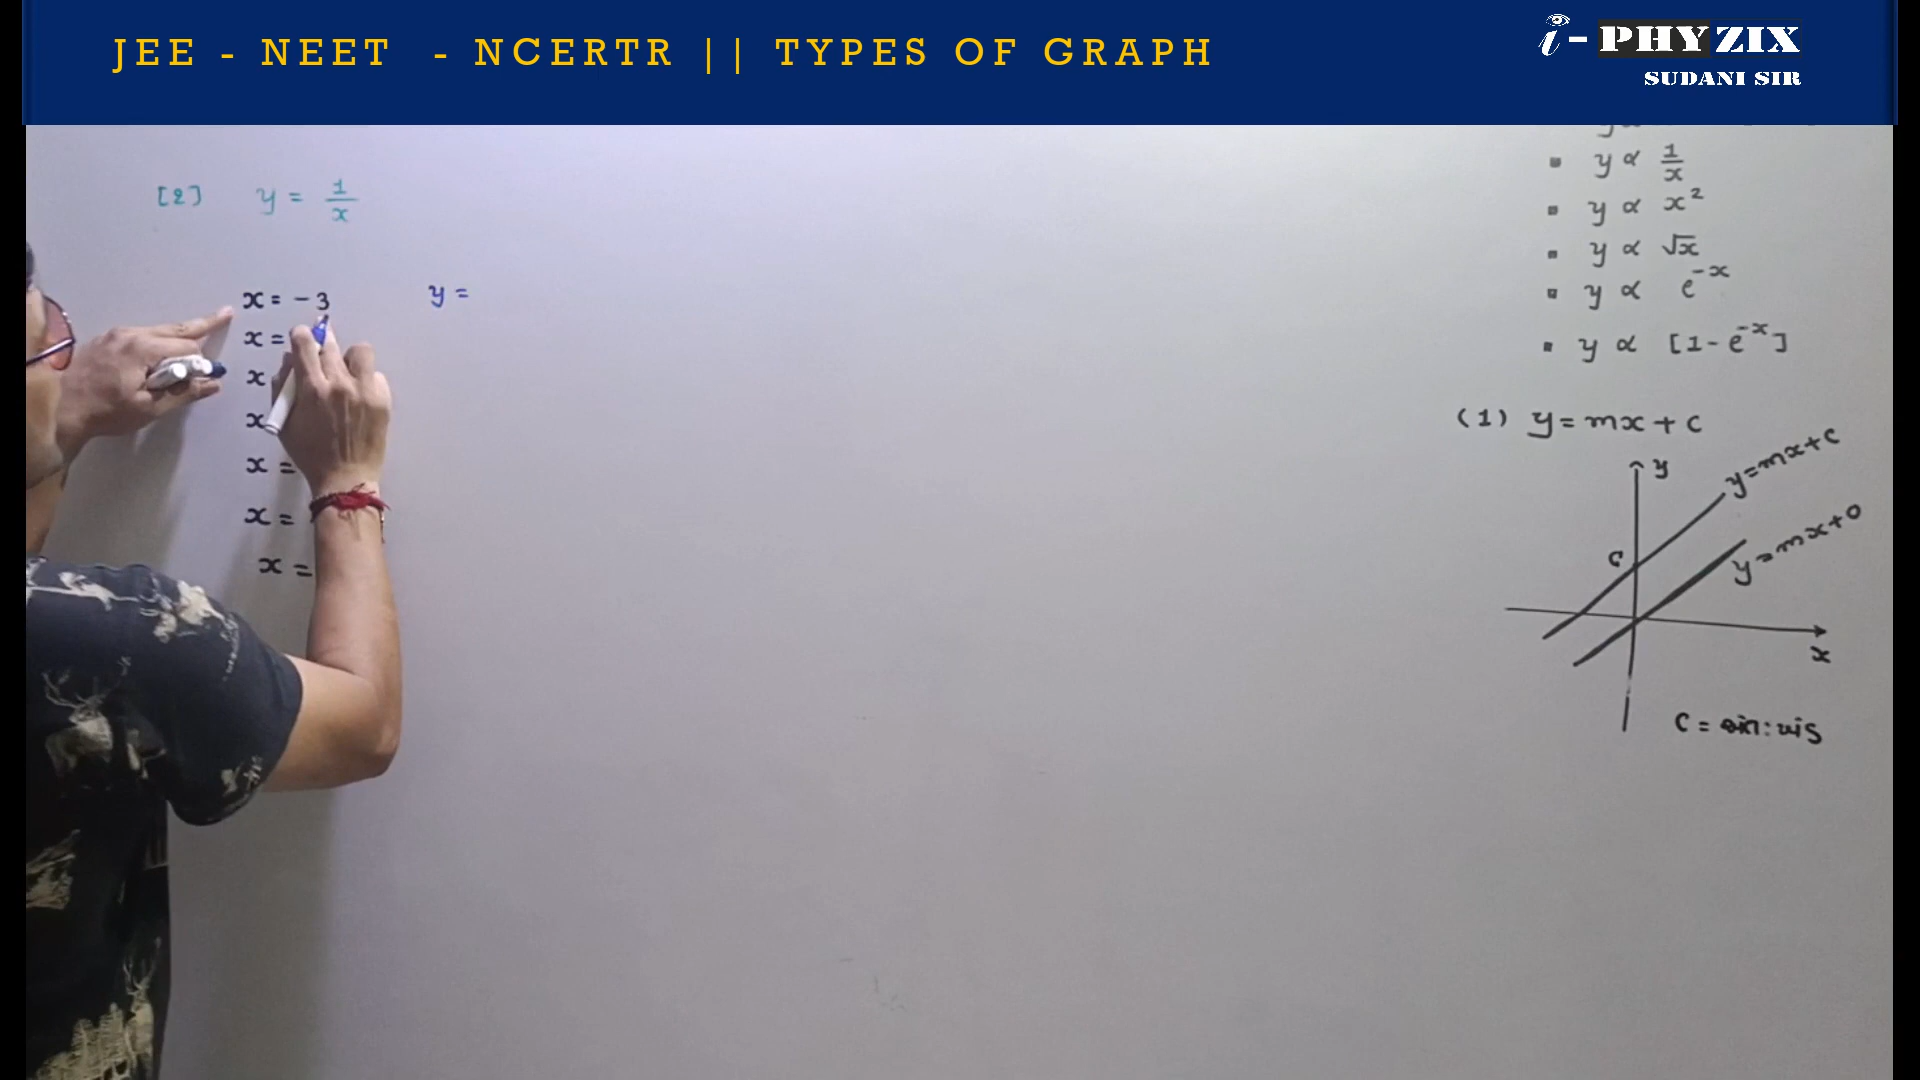 JEE - NEET - NCERTR || TYPES OF GRAPH
i-PHYZIX
SUDANI SIR
[2] y = 1/x
x = -3 y =
x =
x
x
x =
x =
x =
▪ y ∝ 1/x
▪ y ∝ x²
▪ y ∝ √x
▪ y ∝ e^-x
▪ y ∝ [1 - e^-x]
(1) y = mx + c
y
y = mx + c
y = mx + 0
c
x
C =